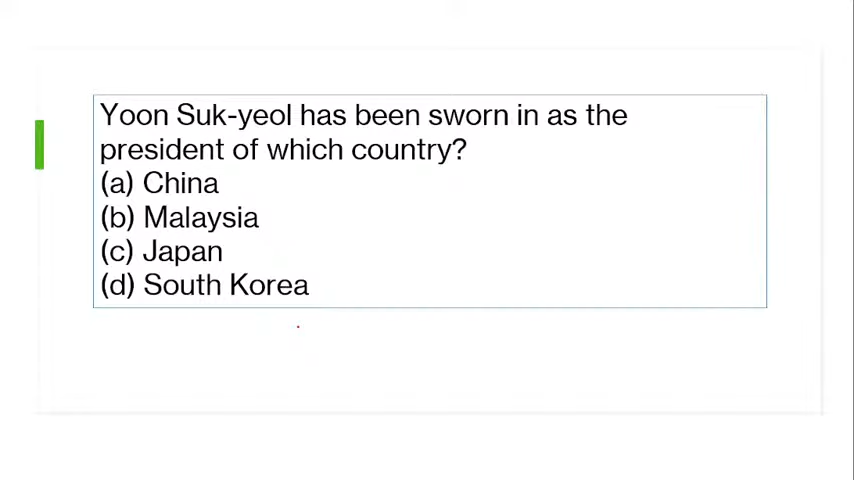 Yoon Suk-yeol has been sworn in as the
president of which country?
(a) China
(b) Malaysia
(c) Japan
(d) South Korea